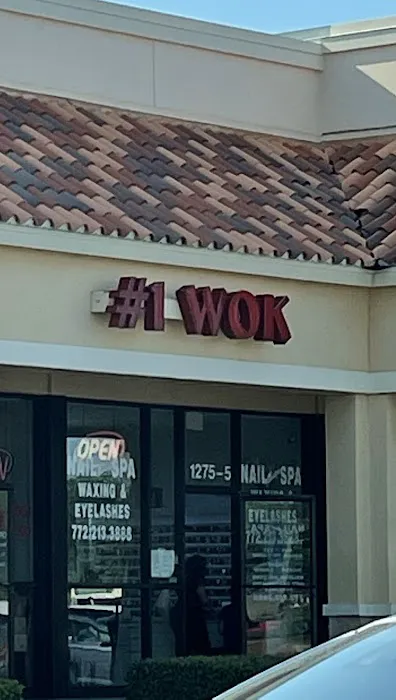 #1 WOK
OPEN
NAIL SPA
WAXING &
EYELASHES
772.213.3888
1275-5
NAIL SPA
EYELASHES